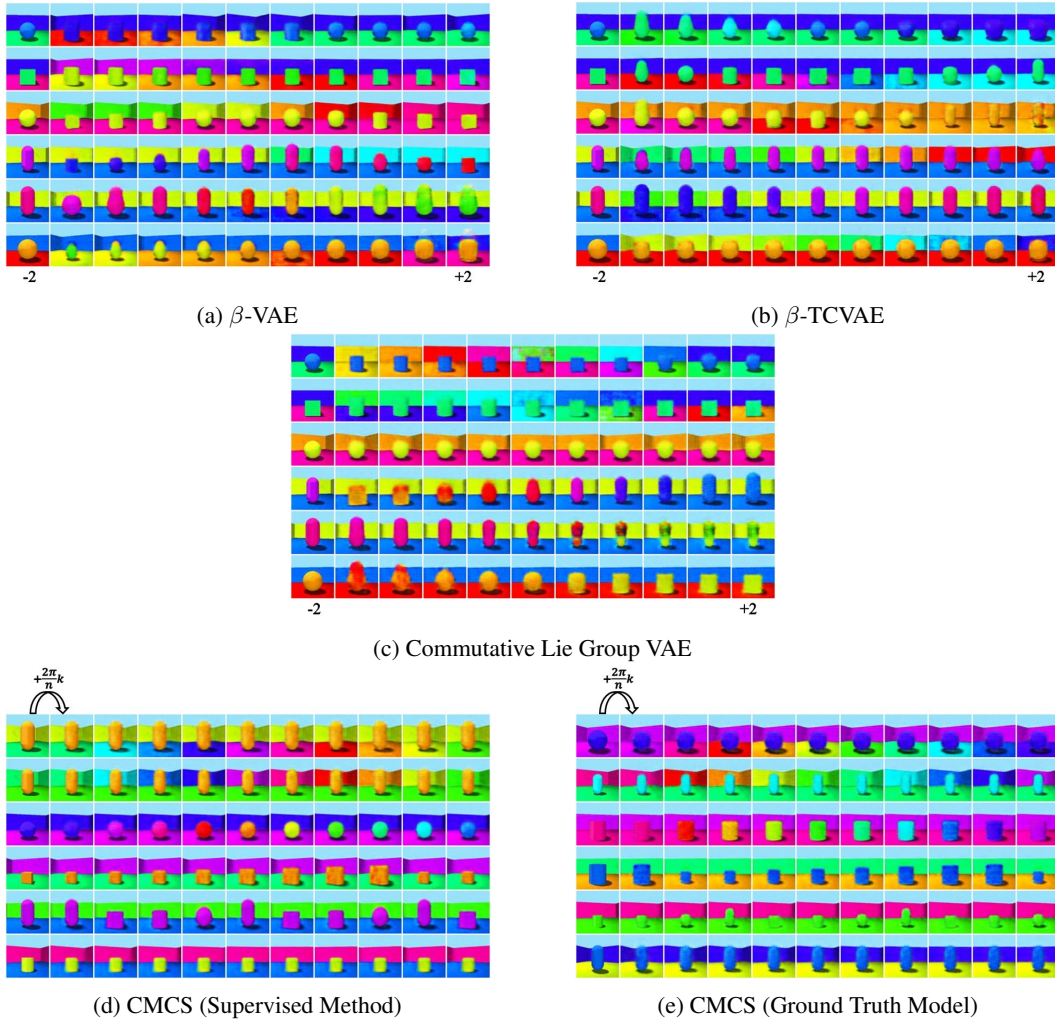 -2 +2 -2 +2
(a) β-VAE (b) β-TCVAE
-2 +2
(c) Commutative Lie Group VAE
+2π/n k +2π/n k
(d) CMCS (Supervised Method) (e) CMCS (Ground Truth Model)